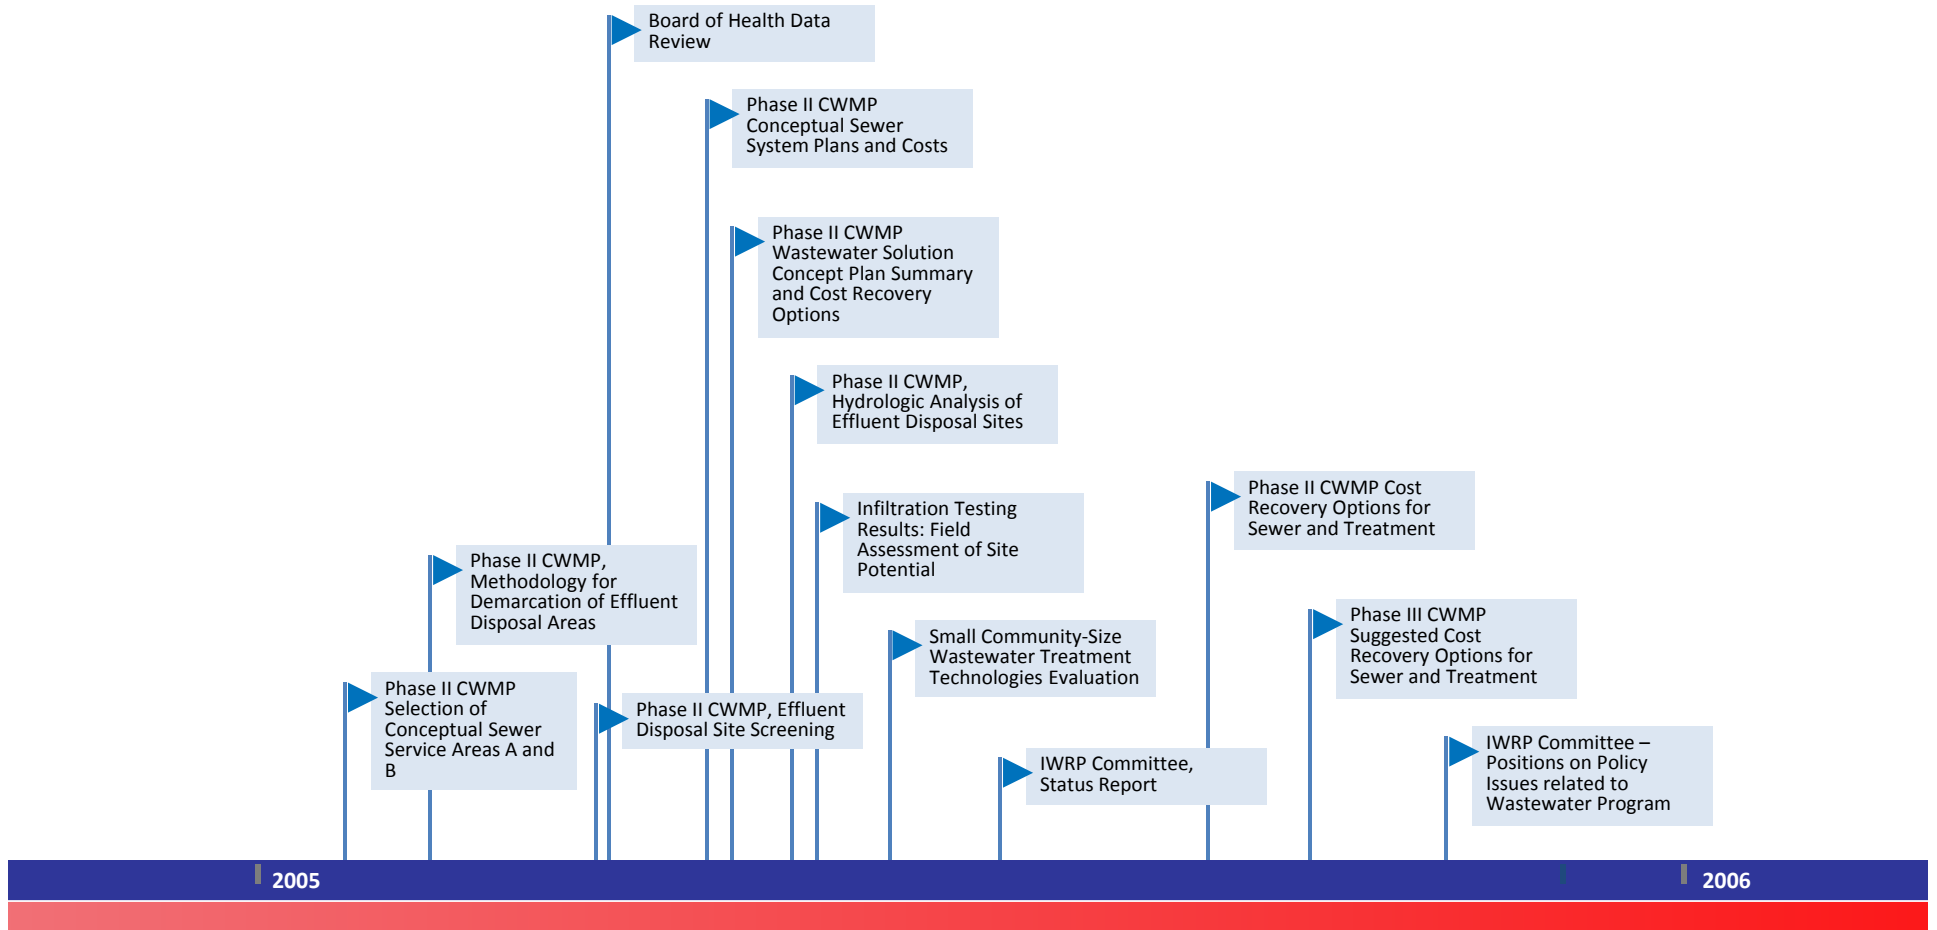 Board of Health Data
Review
Phase II CWMP
Conceptual Sewer
System Plans and Costs
Phase II CWMP
Wastewater Solution
Concept Plan Summary
and Cost Recovery
Options
Phase II CWMP,
Hydrologic Analysis of
Effluent Disposal Sites
Phase II CWMP Cost
Recovery Options for
Sewer and Treatment
Infiltration Testing
Results: Field
Assessment of Site
Potential
Phase II CWMP,
Methodology for
Demarcation of Effluent
Disposal Areas
Phase III CWMP
Suggested Cost
Recovery Options for
Sewer and Treatment
Small Community-Size
Wastewater Treatment
Technologies Evaluation
Phase II CWMP
Selection of
Conceptual Sewer
Service Areas A and
B
Phase II CWMP, Effluent
Disposal Site Screening
IWRP Committee –
Positions on Policy
Issues related to
Wastewater Program
IWRP Committee,
Status Report
2005
2006